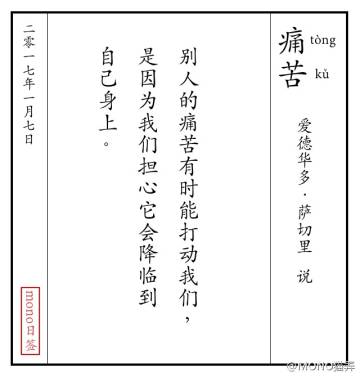 痛 tòng
苦 kǔ
爱德华多·萨切里 说
别人的痛苦有时能打动我们，
是因为我们担心它会降临到
自己身上。
二零一七年一月七日
mono日签
@MONO猫弄